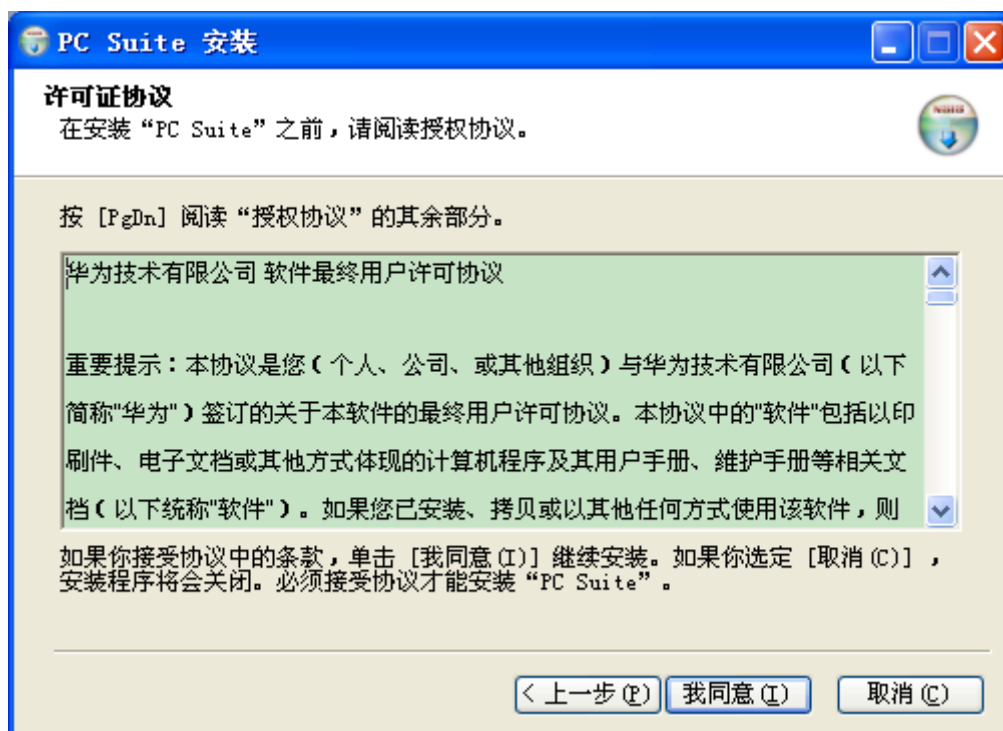 PC Suite 安装
许可证协议
在安装“PC Suite”之前，请阅读授权协议。
按 [PgDn] 阅读“授权协议”的其余部分。
华为技术有限公司 软件最终用户许可协议
重要提示：本协议是您（个人、公司、或其他组织）与华为技术有限公司（以下
简称"华为"）签订的关于本软件的最终用户许可协议。本协议中的"软件"包括以印
刷件、电子文档或其他方式体现的计算机程序及其用户手册、维护手册等相关文
档（以下统称"软件"）。如果您已安装、拷贝或以其他任何方式使用该软件，则
如果你接受协议中的条款，单击 [我同意(I)] 继续安装。如果你选定 [取消(C)] ，
安装程序将会关闭。必须接受协议才能安装“PC Suite”。
< 上一步(P) 我同意(I) 取消(C)